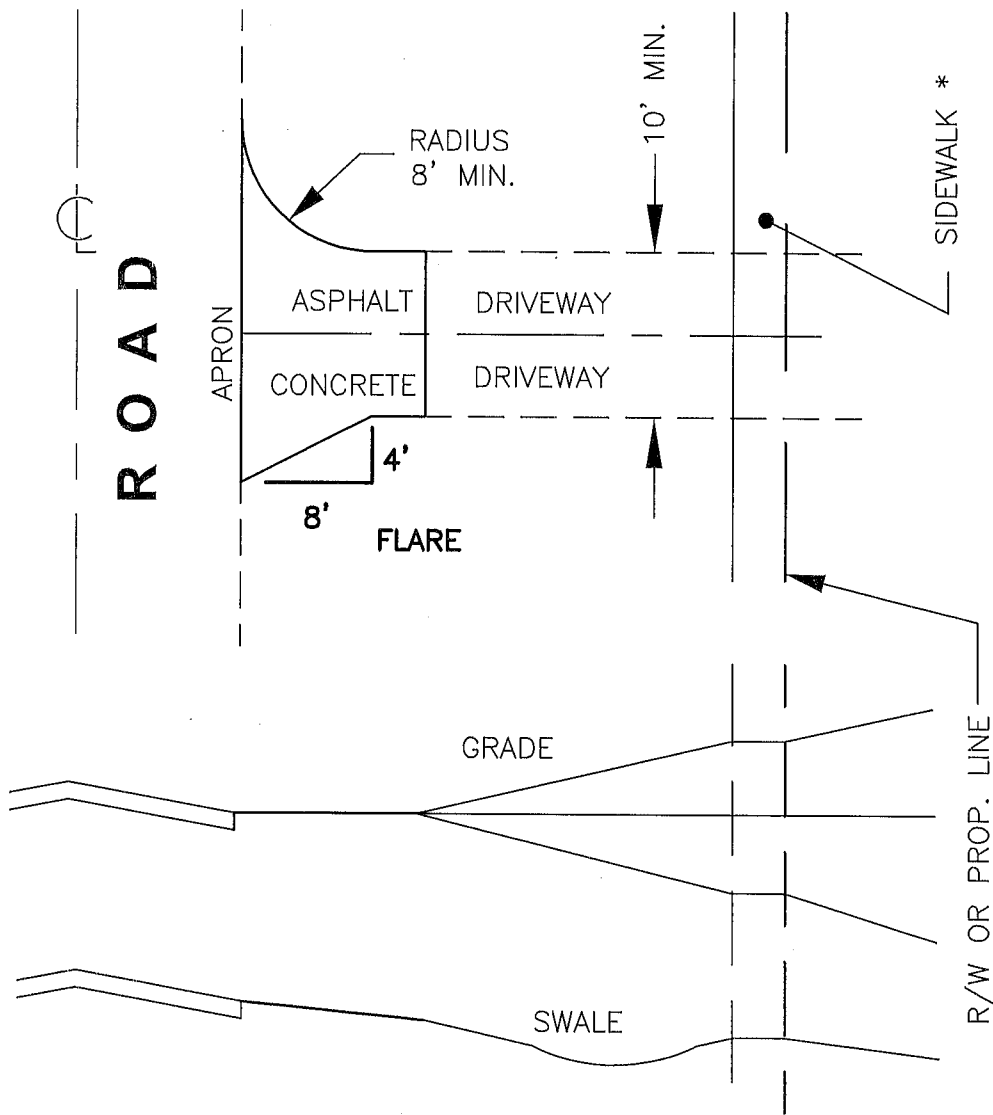 ℄
ROAD
RADIUS
8' MIN.
10' MIN.
SIDEWALK *
APRON
ASPHALT
DRIVEWAY
CONCRETE
DRIVEWAY
4'
8'
FLARE
GRADE
R/W OR PROP. LINE
SWALE